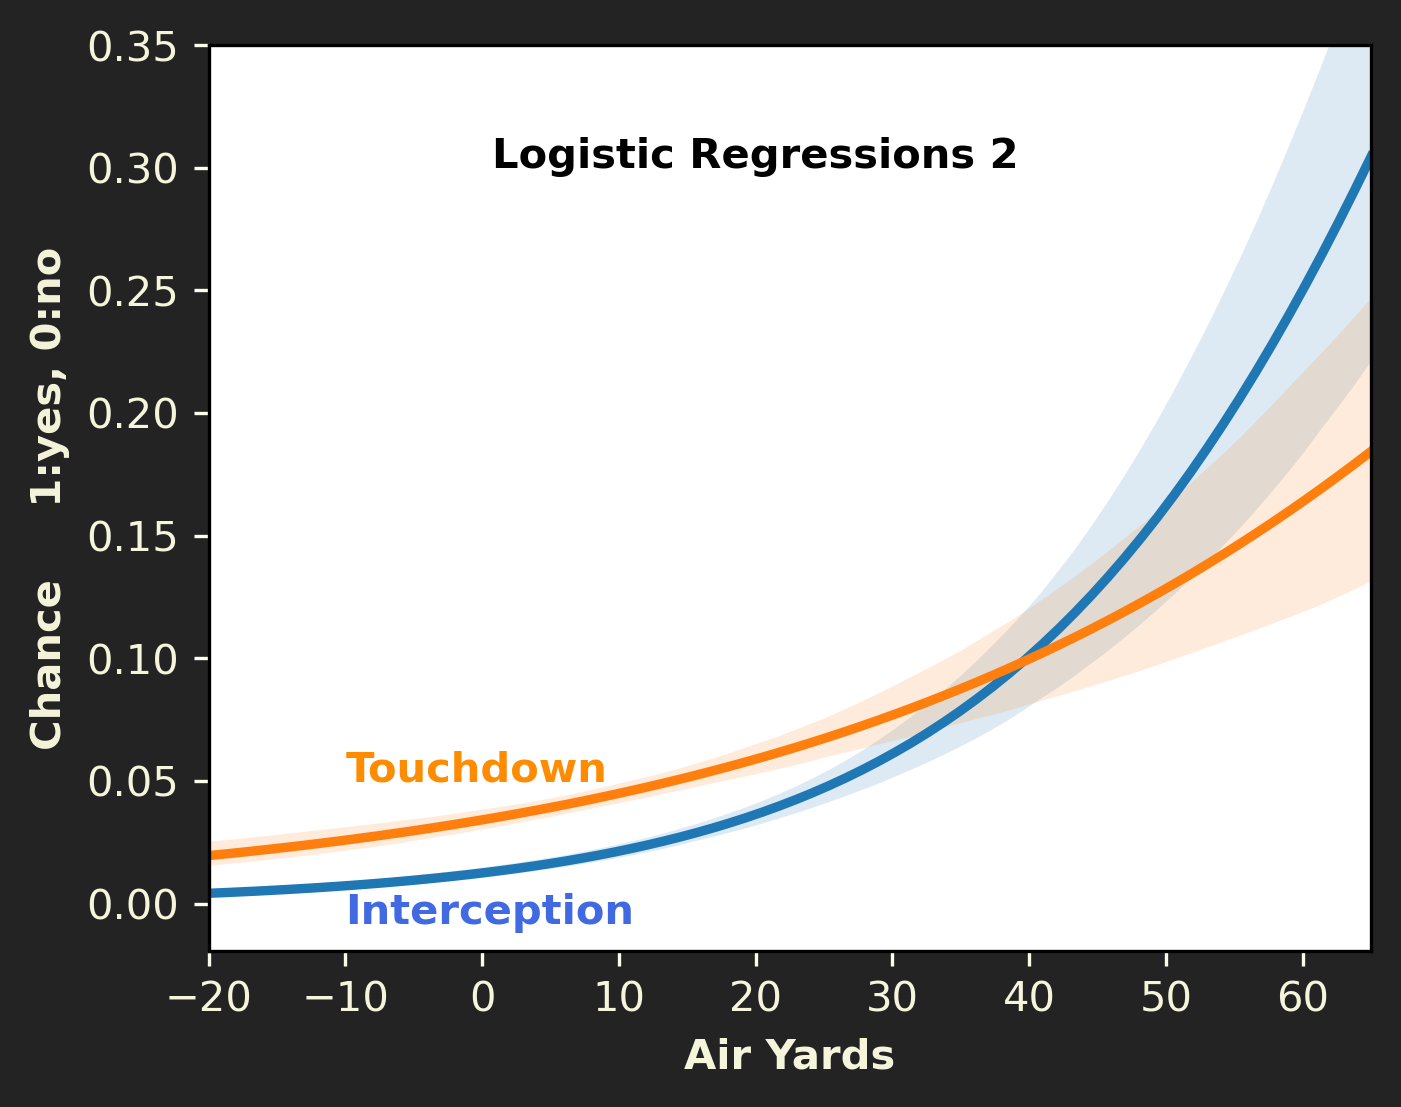 0.35
0.30
0.25
0.20
0.15
0.10
0.05
0.00
Chance    1:yes, 0:no
Logistic Regressions 2
Touchdown
Interception
−20 −10 0 10 20 30 40 50 60
Air Yards